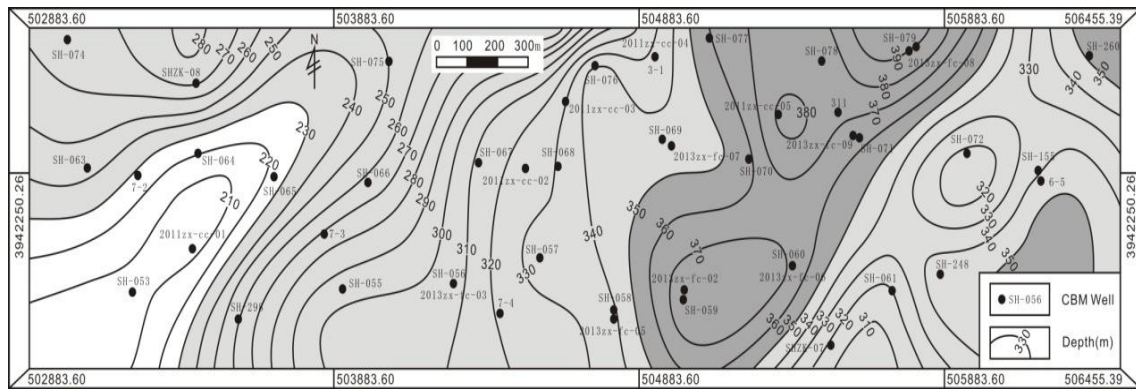 502883.60 503883.60 504883.60 505883.60 506455.39
3942250.26
3942250.26
N
0 100 200 300m
SH-074
SHZK-08
280
270
260
250
SH-075
240
250
260
270
280
290
300
310
320
330
340
230
220
210
SH-063
7-2
SH-064
SH-065
SH-066
7-3
2011zx-cc-01
SH-053
SH-298
SH-055
SH-056
2013zx-fc-03
7-4
SH-057
SH-058
2013zx-fc-05
SH-067
2011zx-cc-02
SH-068
SH-076
2011zx-cc-03
2011zx-cc-04
3-1
SH-077
SH-069
2013zx-fc-07
SH-070
350
360
370
2013zx-fc-02
SH-059
SH-060
2013zx-fc-06
SH-078
SH-079
2013zx-fc-08
390
380
370
2011zx-cc-05
380
311
2013zx-fc-09
SH-071
SH-072
320
330
340
350
SH-155
6-5
330
340
350
SH-260
SH-248
SH-061
SHZK-07
360
350
340
330
320
310
SH-056 CBM Well
330 Depth(m)
502883.60 503883.60 504883.60 505883.60 506455.39